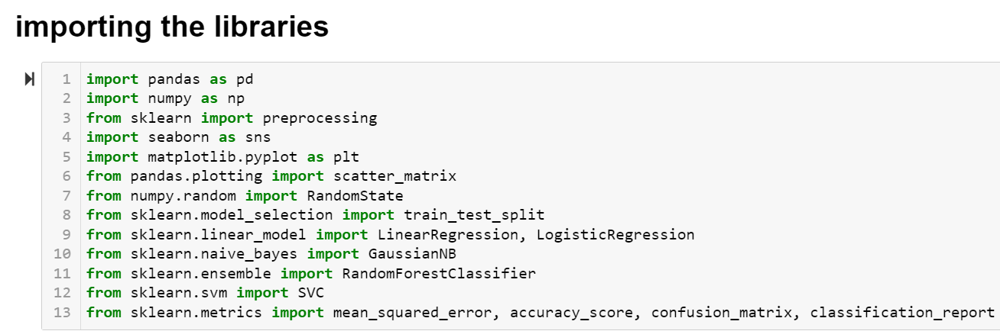 importing the libraries
1 import pandas as pd
2 import numpy as np
3 from sklearn import preprocessing
4 import seaborn as sns
5 import matplotlib.pyplot as plt
6 from pandas.plotting import scatter_matrix
7 from numpy.random import RandomState
8 from sklearn.model_selection import train_test_split
9 from sklearn.linear_model import LinearRegression, LogisticRegression
10 from sklearn.naive_bayes import GaussianNB
11 from sklearn.ensemble import RandomForestClassifier
12 from sklearn.svm import SVC
13 from sklearn.metrics import mean_squared_error, accuracy_score, confusion_matrix, classification_report